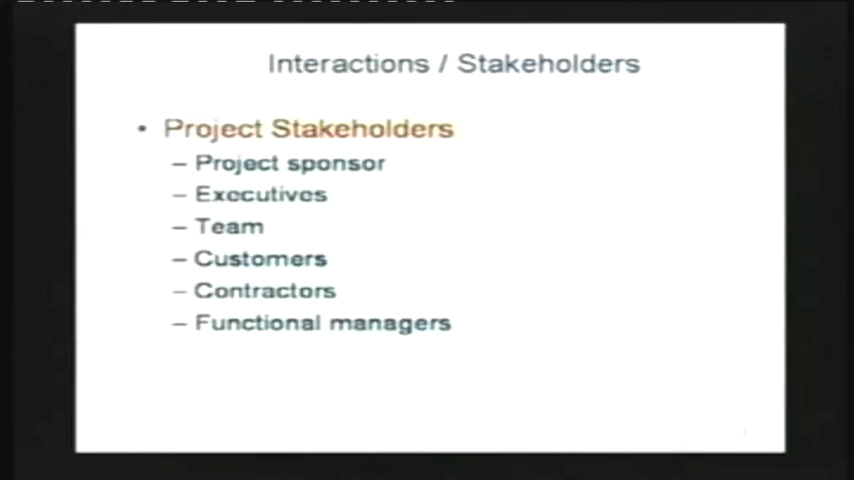 Interactions / Stakeholders
• Project Stakeholders
– Project sponsor
– Executives
– Team
– Customers
– Contractors
– Functional managers